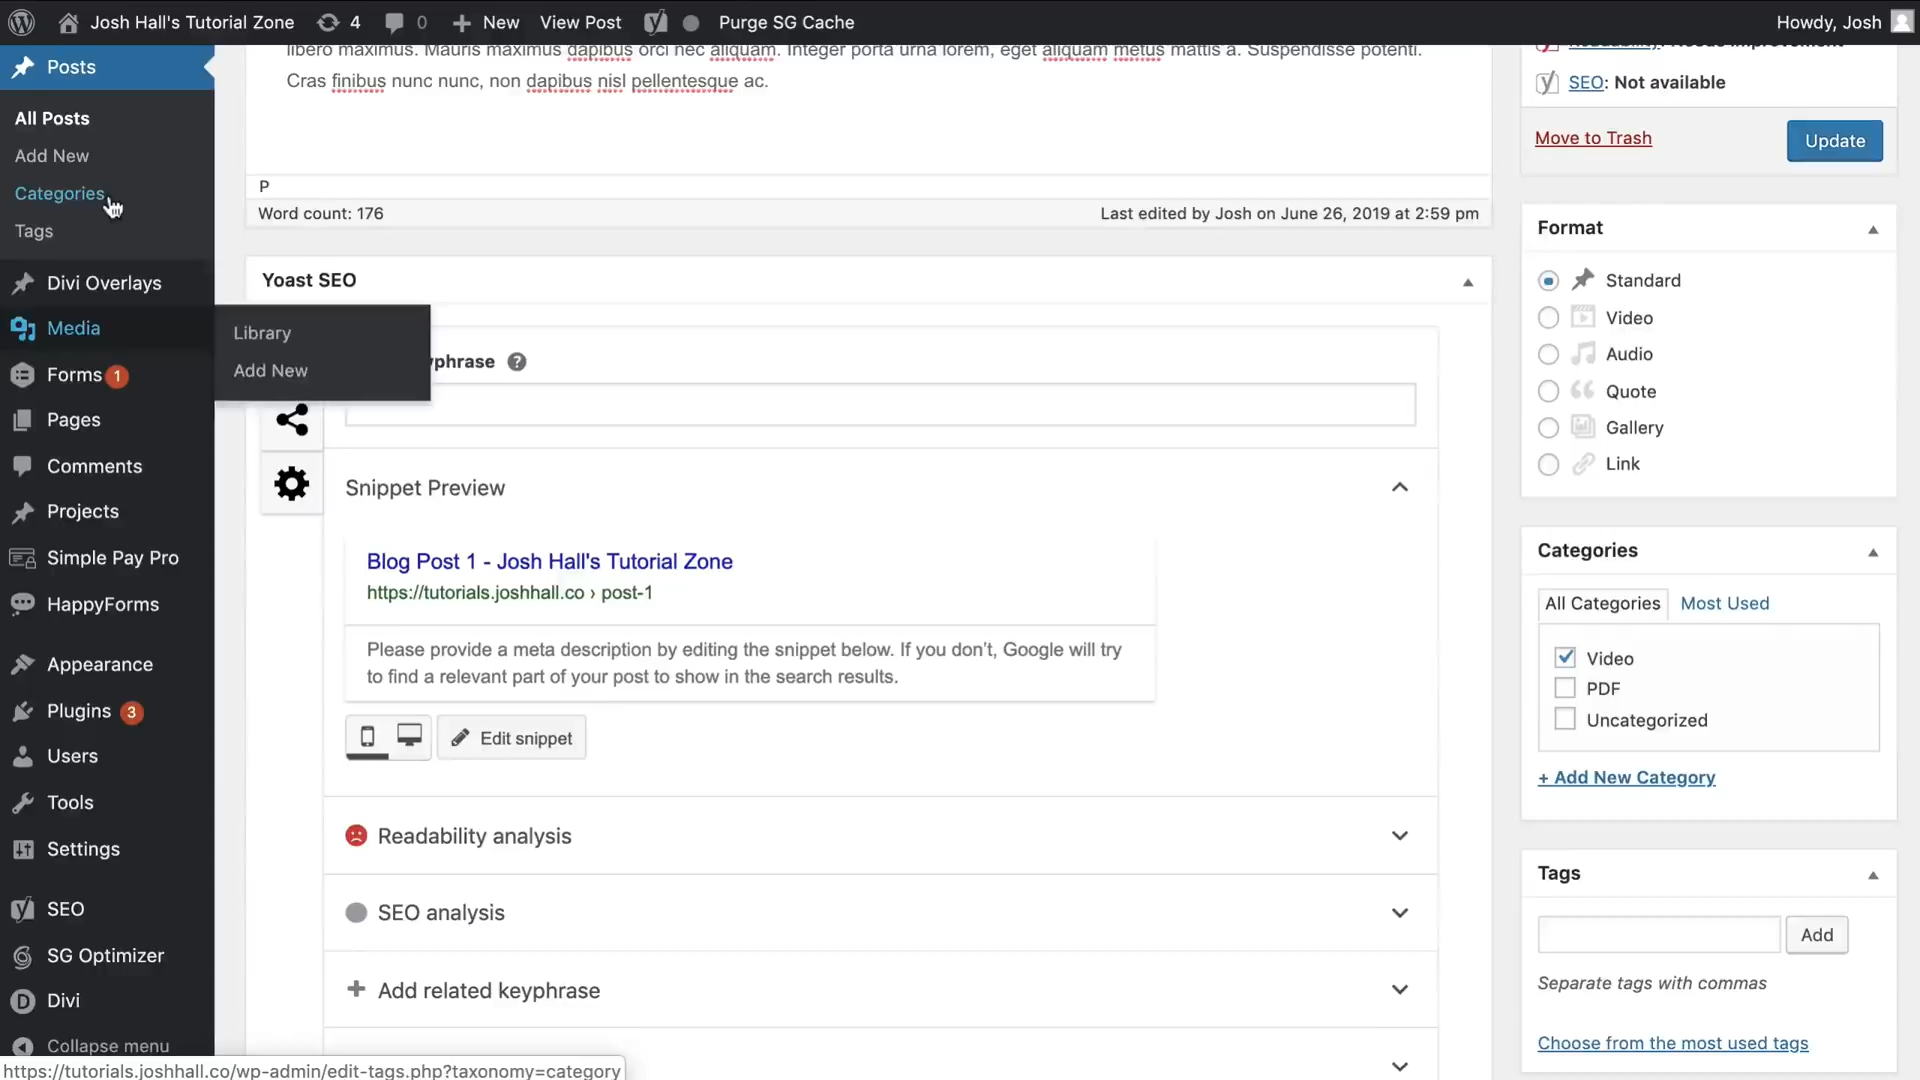 Josh Hall's Tutorial Zone 4 0 New View Post Purge SG Cache Howdy, Josh
Posts
All Posts
Add New
Categories
Tags
Divi Overlays
Media
Library
Add New
Forms 1
Pages
Comments
Projects
Simple Pay Pro
HappyForms
Appearance
Plugins 3
Users
Tools
Settings
SEO
SG Optimizer
Divi
Collapse menu
https://tutorials.joshhall.co/wp-admin/edit-tags.php?taxonomy=category
libero maximus. Mauris maximus dapibus orci nec aliquam. Integer porta urna lorem, eget aliquam metus mattis a. Suspendisse potenti.
Cras finibus nunc nunc, non dapibus nisl pellentesque ac.
P
Word count: 176
Last edited by Josh on June 26, 2019 at 2:59 pm
Yoast SEO
yphrase
Snippet Preview
Blog Post 1 - Josh Hall's Tutorial Zone
https://tutorials.joshhall.co › post-1
Please provide a meta description by editing the snippet below. If you don’t, Google will try
to find a relevant part of your post to show in the search results.
Edit snippet
Readability analysis
SEO analysis
Add related keyphrase
Readability: Needs improvement
SEO: Not available
Move to Trash
Update
Format
Standard
Video
Audio
Quote
Gallery
Link
Categories
All Categories Most Used
Video
PDF
Uncategorized
+ Add New Category
Tags
Add
Separate tags with commas
Choose from the most used tags